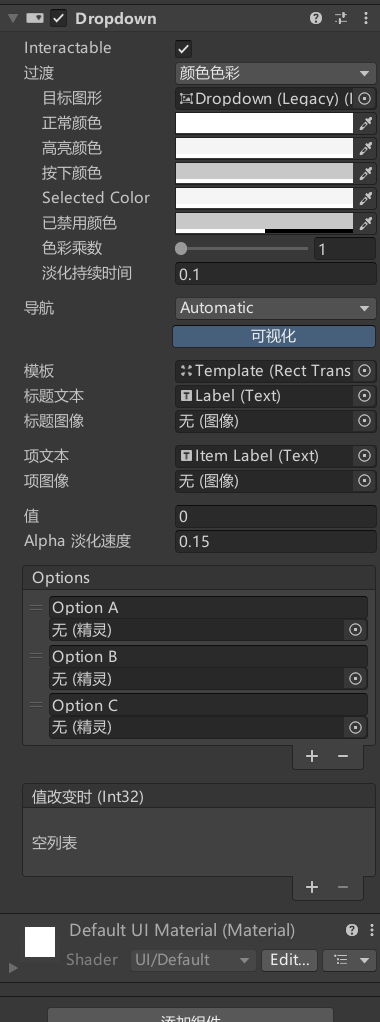 Dropdown
Interactable
过渡 颜色色彩
目标图形 Dropdown (Legacy) (I
正常颜色
高亮颜色
按下颜色
Selected Color
已禁用颜色
色彩乘数 1
淡化持续时间 0.1
导航 Automatic
可视化
模板 Template (Rect Trans
标题文本 Label (Text)
标题图像 无 (图像)
项文本 Item Label (Text)
项图像 无 (图像)
值 0
Alpha 淡化速度 0.15
Options
Option A
无 (精灵)
Option B
无 (精灵)
Option C
无 (精灵)
+ −
值改变时 (Int32)
空列表
+ −
Default UI Material (Material)
Shader UI/Default Edit...
添加组件